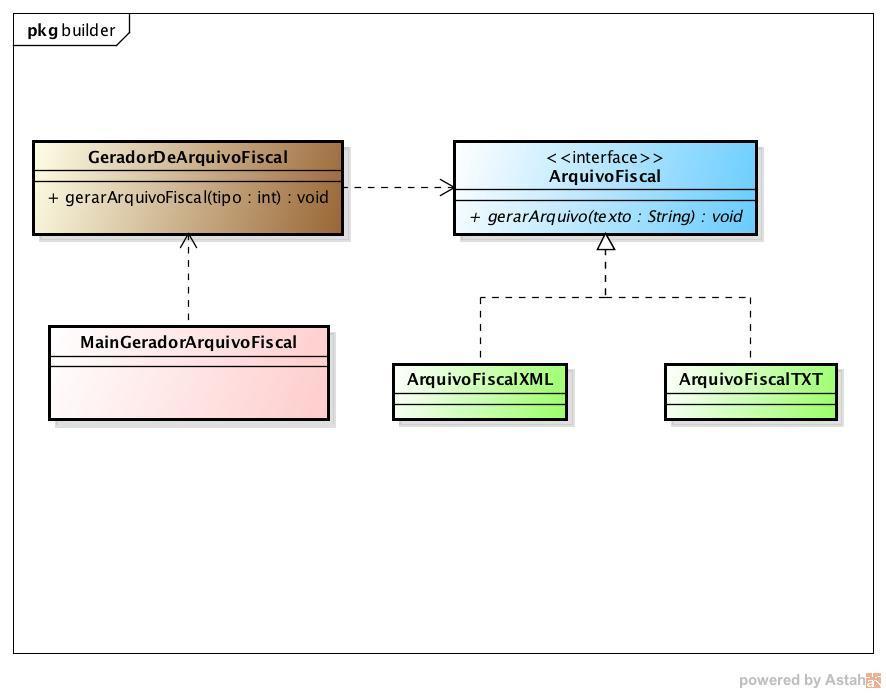 pkg builder
GeradorDeArquivoFiscal
+ gerarArquivoFiscal(tipo : int) : void
<<interface>>
ArquivoFiscal
+ gerarArquivo(texto : String) : void
MainGeradorArquivoFiscal
ArquivoFiscalXML
ArquivoFiscalTXT
powered by Astah